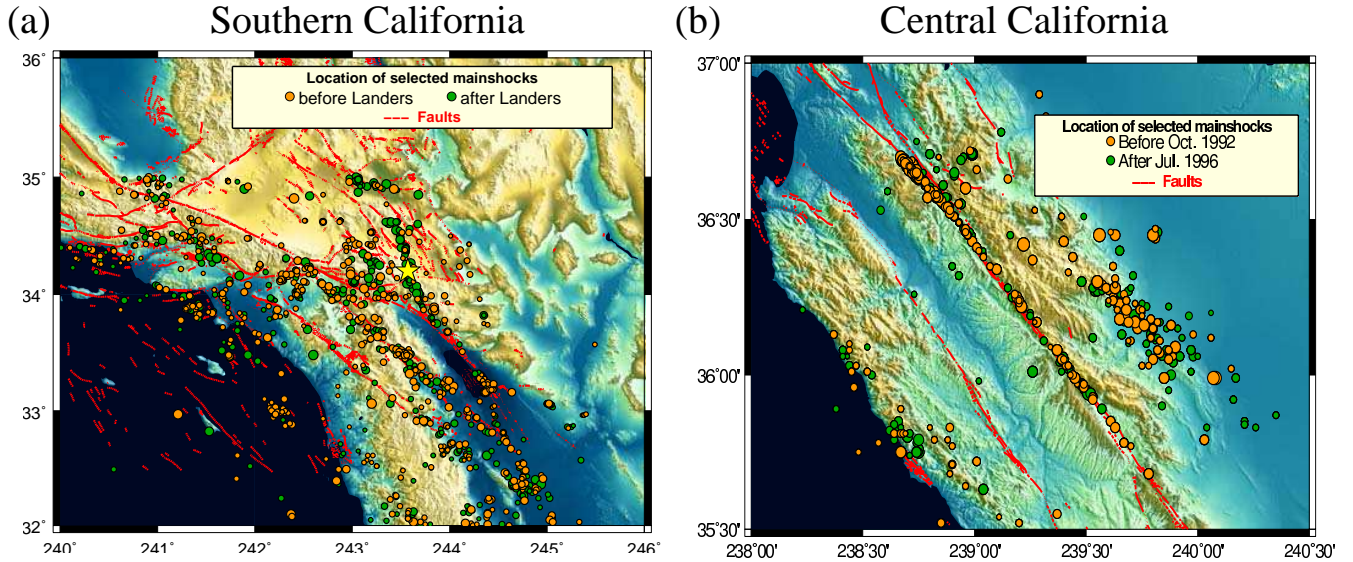 (a) Southern California
36°
35°
34°
33°
32°
240° 241° 242° 243° 244° 245° 246°
Location of selected mainshocks
before Landers after Landers
Faults
(b) Central California
37°00'
36°30'
36°00'
35°30'
238°00' 238°30' 239°00' 239°30' 240°00' 240°30'
Location of selected mainshocks
Before Oct. 1992
After Jul. 1996
Faults